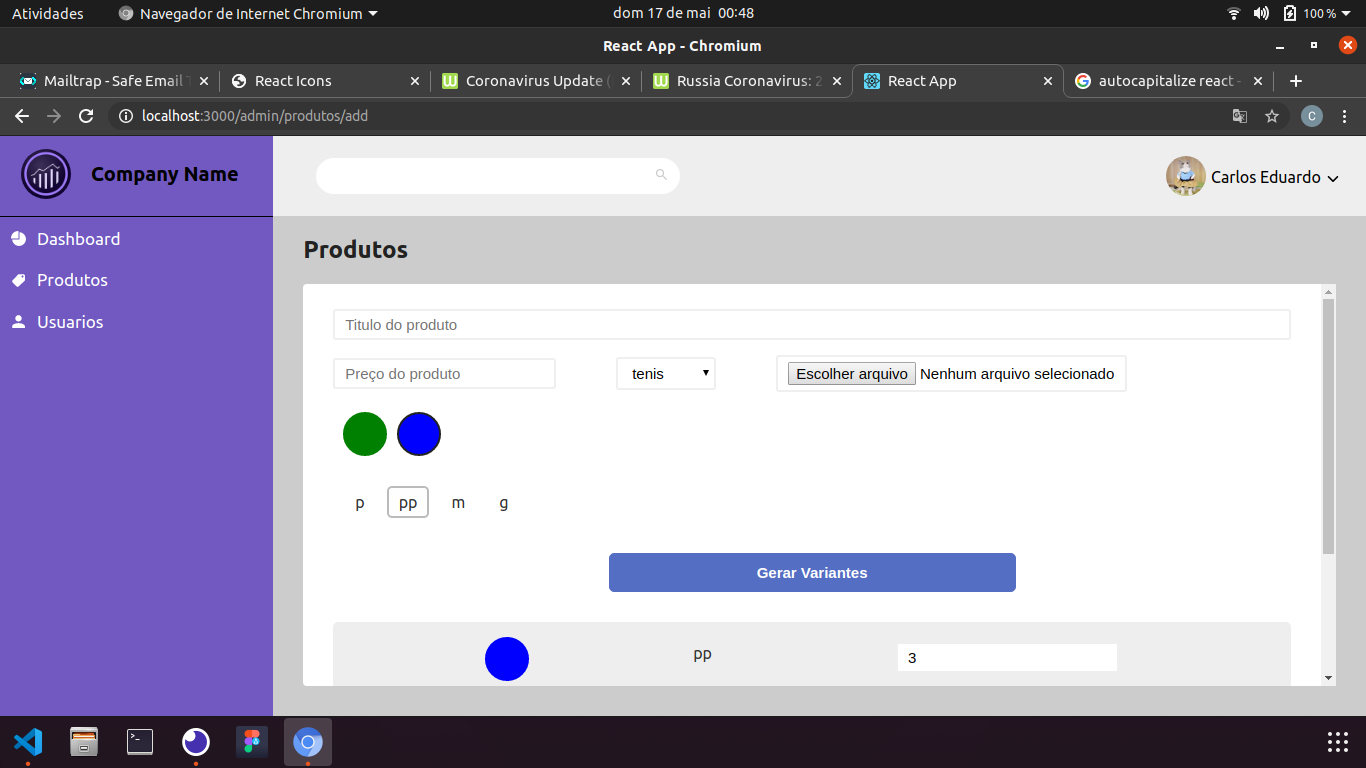 Atividades
Navegador de Internet Chromium
dom 17 de mai 00:48
100 %
React App - Chromium
Mailtrap - Safe Email
React Icons
Coronavirus Update (
Russia Coronavirus: 2
React App
autocapitalize react -
localhost:3000/admin/produtos/add
C
Company Name
Carlos Eduardo
Dashboard
Produtos
Usuarios
Produtos
Titulo do produto
Preço do produto
tenis
Escolher arquivo Nenhum arquivo selecionado
p pp m g
Gerar Variantes
pp
3